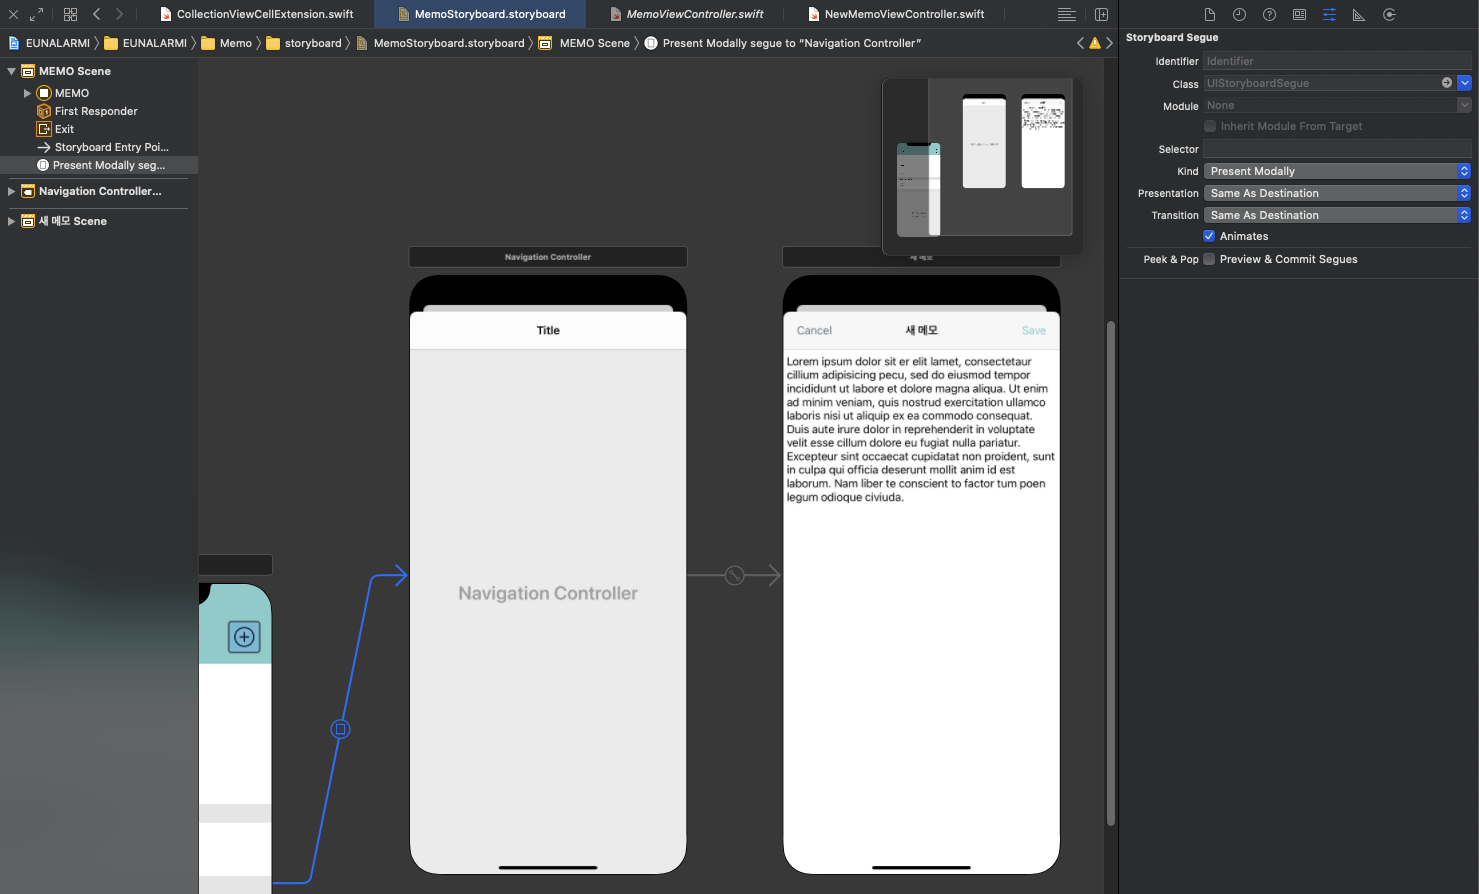 CollectionViewCellExtension.swift
MemoStoryboard.storyboard
MemoViewController.swift
NewMemoViewController.swift
EUNALARMI
EUNALARMI
Memo
storyboard
MemoStoryboard.storyboard
MEMO Scene
Present Modally segue to “Navigation Controller”
MEMO Scene
MEMO
First Responder
Exit
Storyboard Entry Poi...
Present Modally seg...
Navigation Controller...
새 메모 Scene
Navigation Controller
새 메모
Title
Navigation Controller
Cancel
새 메모
Save
Lorem ipsum dolor sit er elit lamet, consectetaur
cillium adipisicing pecu, sed do eiusmod tempor
incididunt ut labore et dolore magna aliqua. Ut enim
ad minim veniam, quis nostrud exercitation ullamco
laboris nisi ut aliquip ex ea commodo consequat.
Duis aute irure dolor in reprehenderit in voluptate
velit esse cillum dolore eu fugiat nulla pariatur.
Excepteur sint occaecat cupidatat non proident, sunt
in culpa qui officia deserunt mollit anim id est
laborum. Nam liber te conscient to factor tum poen
legum odioque civiuda.
Storyboard Segue
Identifier
Identifier
Class
UIStoryboardSegue
Module
None
Inherit Module From Target
Selector
Kind
Present Modally
Presentation
Same As Destination
Transition
Same As Destination
Animates
Peek & Pop
Preview & Commit Segues